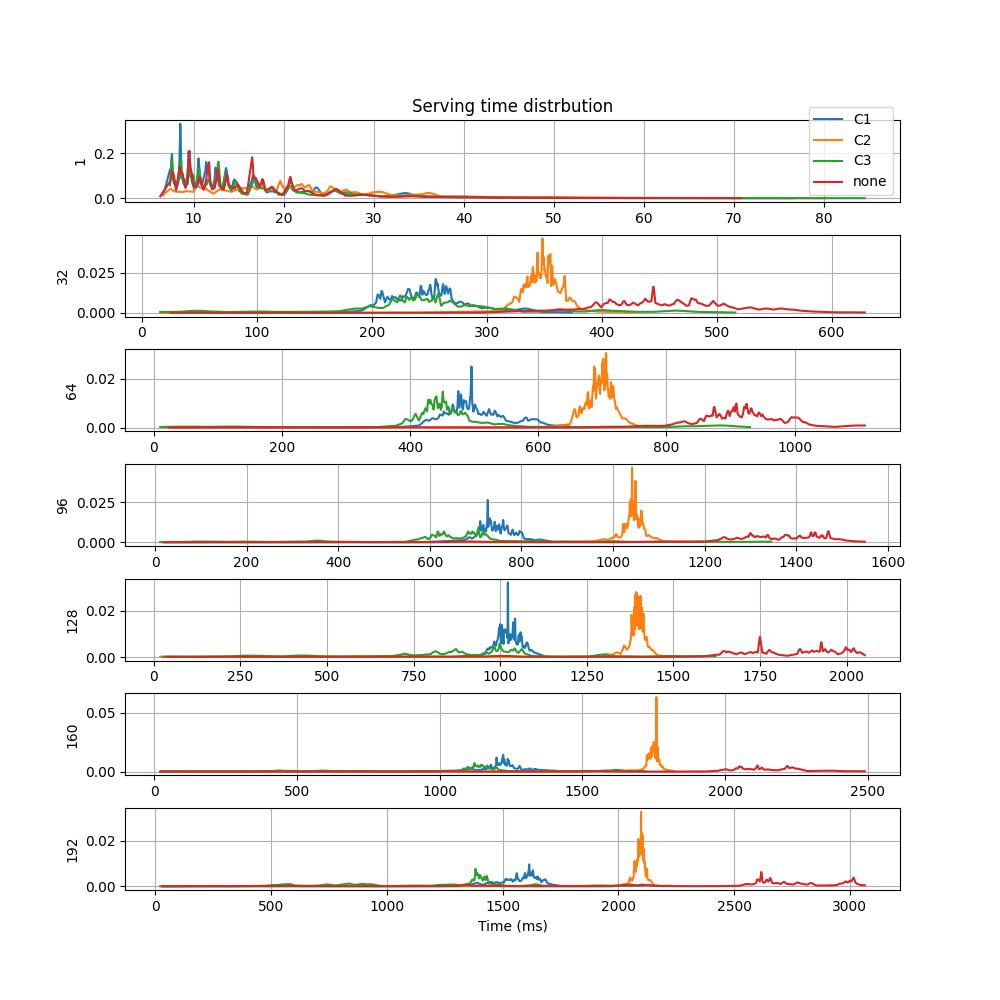 Serving time distrbution
C1
C2
C3
none
1
0.2
0.0
10 20 30 40 50 60 70 80
32
0.025
0.000
0 100 200 300 400 500 600
64
0.02
0.00
0 200 400 600 800 1000
96
0.025
0.000
0 200 400 600 800 1000 1200 1400 1600
128
0.02
0.00
0 250 500 750 1000 1250 1500 1750 2000
160
0.05
0.00
0 500 1000 1500 2000 2500
192
0.02
0.00
0 500 1000 1500 2000 2500 3000
Time (ms)